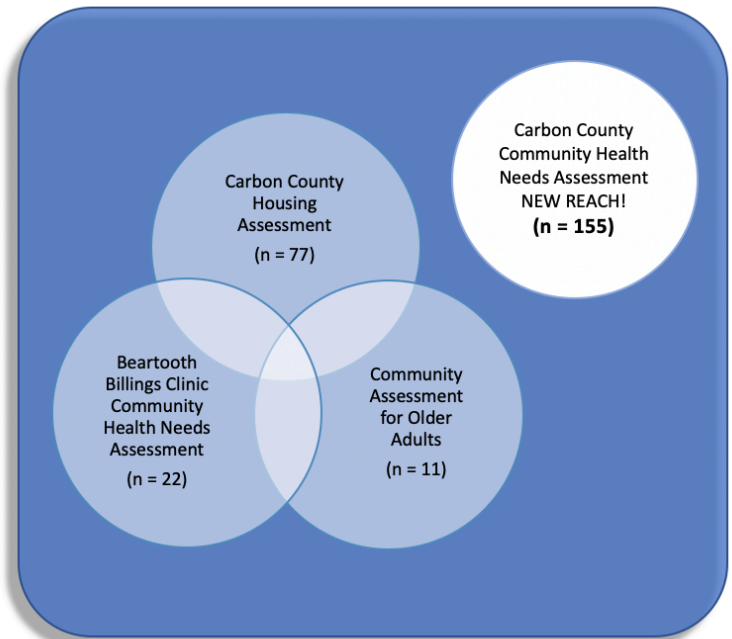 Carbon County
Community Health
Needs Assessment
NEW REACH!
(n = 155)
Carbon County
Housing
Assessment
(n = 77)
Beartooth
Billings Clinic
Community
Health Needs
Assessment
(n = 22)
Community
Assessment
for Older
Adults
(n = 11)